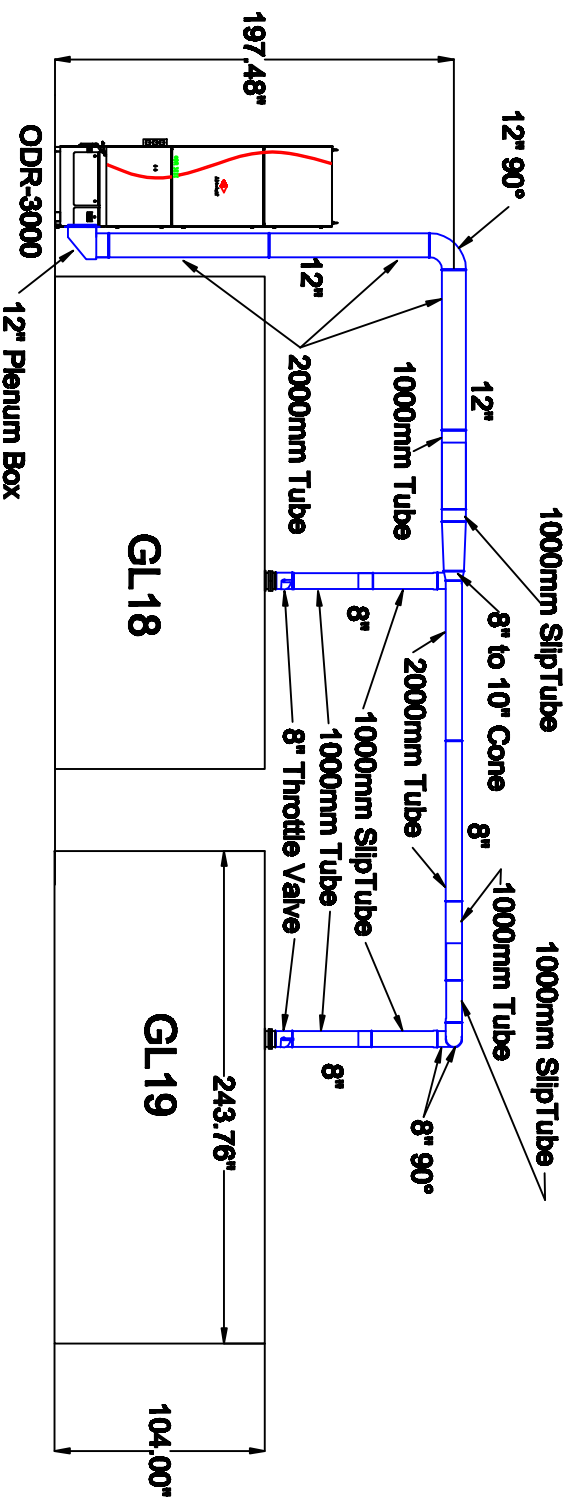 197.48"
12" 90°
ODR-3000
12" Plenum Box
12"
2000mm Tube
12"
1000mm Tube
1000mm SlipTube
8" to 10" Cone
GL18
8"
2000mm Tube
1000mm SlipTube
1000mm Tube
8" Throttle Valve
8"
1000mm Tube
1000mm SlipTube
GL19
243.76"
8"
8" 90°
104.00"